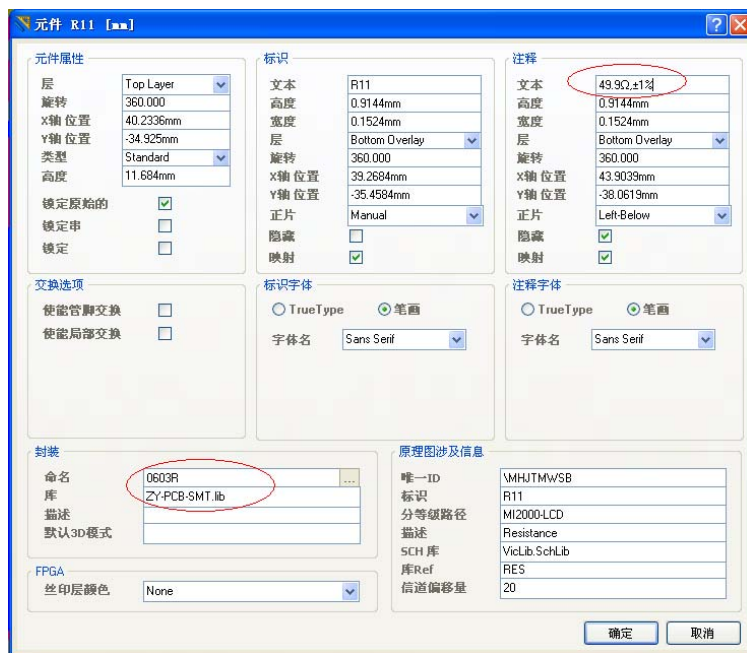 元件 R11 [mm]
元件属性
层 Top Layer
旋转 360.000
X轴 位置 40.2336mm
Y轴 位置 -34.925mm
类型 Standard
高度 11.684mm
锁定原始的
锁定串
锁定
标识
文本 R11
高度 0.9144mm
宽度 0.1524mm
层 Bottom Overlay
旋转 360.000
X轴 位置 39.2684mm
Y轴 位置 -35.4584mm
正片 Manual
隐藏
映射
注释
文本 49.9Ω,±1%
高度 0.9144mm
宽度 0.1524mm
层 Bottom Overlay
旋转 360.000
X轴 位置 43.9039mm
Y轴 位置 -38.0619mm
正片 Left-Below
隐藏
映射
交换选项
使能管脚交换
使能局部交换
标识字体
TrueType 笔画
字体名 Sans Serif
注释字体
TrueType 笔画
字体名 Sans Serif
封装
命名 0603R ...
库 ZY-PCB-SMT.lib
描述
默认3D模式
原理图涉及信息
唯一ID \MHJTMWSB
标识 R11
分等级路径 MI2000-LCD
描述 Resistance
SCH 库 VicLib.SchLib
库Ref RES
信道偏移量 20
FPGA
丝印层颜色 None
确定 取消